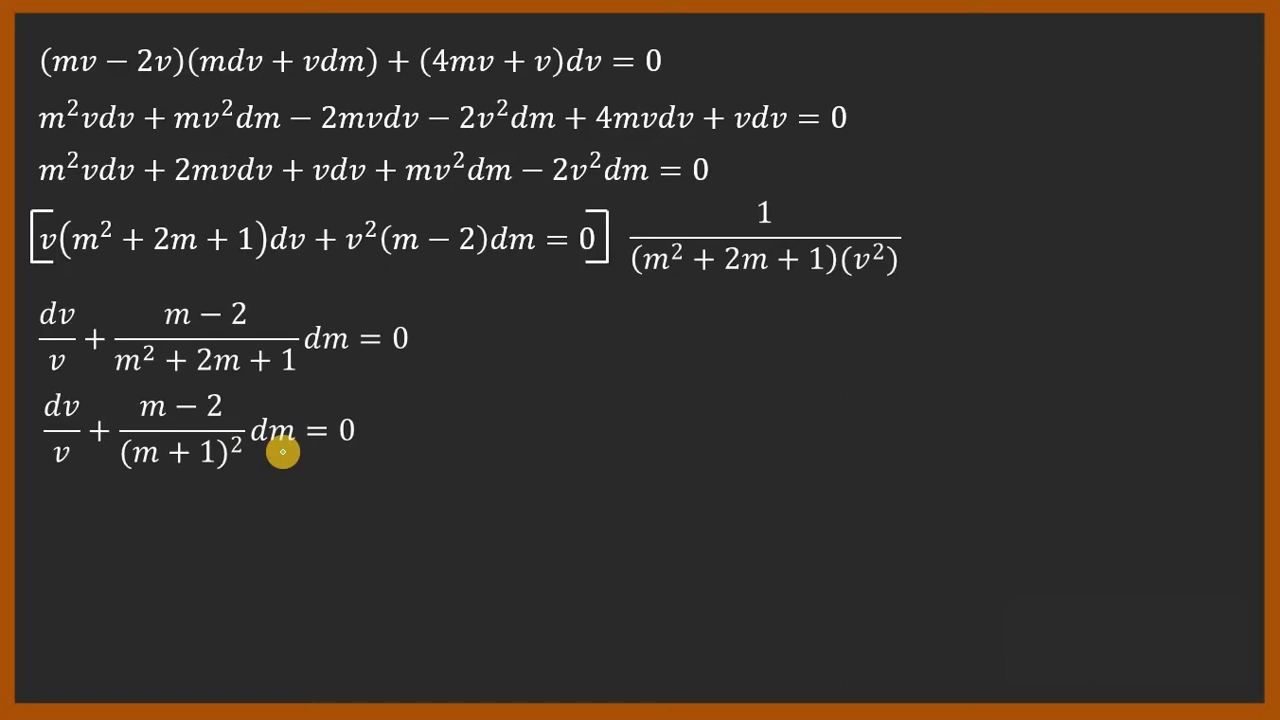 (mv − 2v)(mdv + vdm) + (4mv + v)dv = 0
m²vdv + mv²dm − 2mvdv − 2v²dm + 4mvdv + vdv = 0
m²vdv + 2mvdv + vdv + mv²dm − 2v²dm = 0
[v(m² + 2m + 1)dv + v²(m − 2)dm = 0] 1/((m² + 2m + 1)(v²))
dv/v + (m − 2)/(m² + 2m + 1) dm = 0
dv/v + (m − 2)/(m + 1)² dm = 0